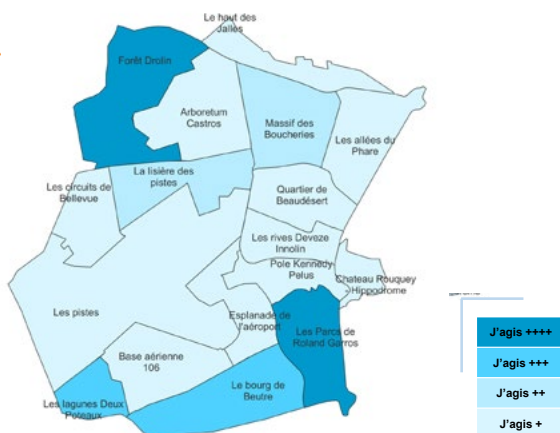 Le haut des
Jalles
Forêt Drolin
Arboretum
Castros
Massif des
Boucheries
Les allées du
Phare
La lisière des
pistes
Les circuits de
Bellevue
Quartier de
Beaudésert
Les rives Deveze
Innolin
Pole Kennedy
Pelus
Chateau Rouquey
Hippodrome
Les pistes
Esplanade de
l'aéroport
Les Parcs de
Roland Garros
Base aérienne
106
Le bourg de
Beutre
Les lagunes Deux
Poteaux
J'agis ++++
J'agis +++
J'agis ++
J'agis +